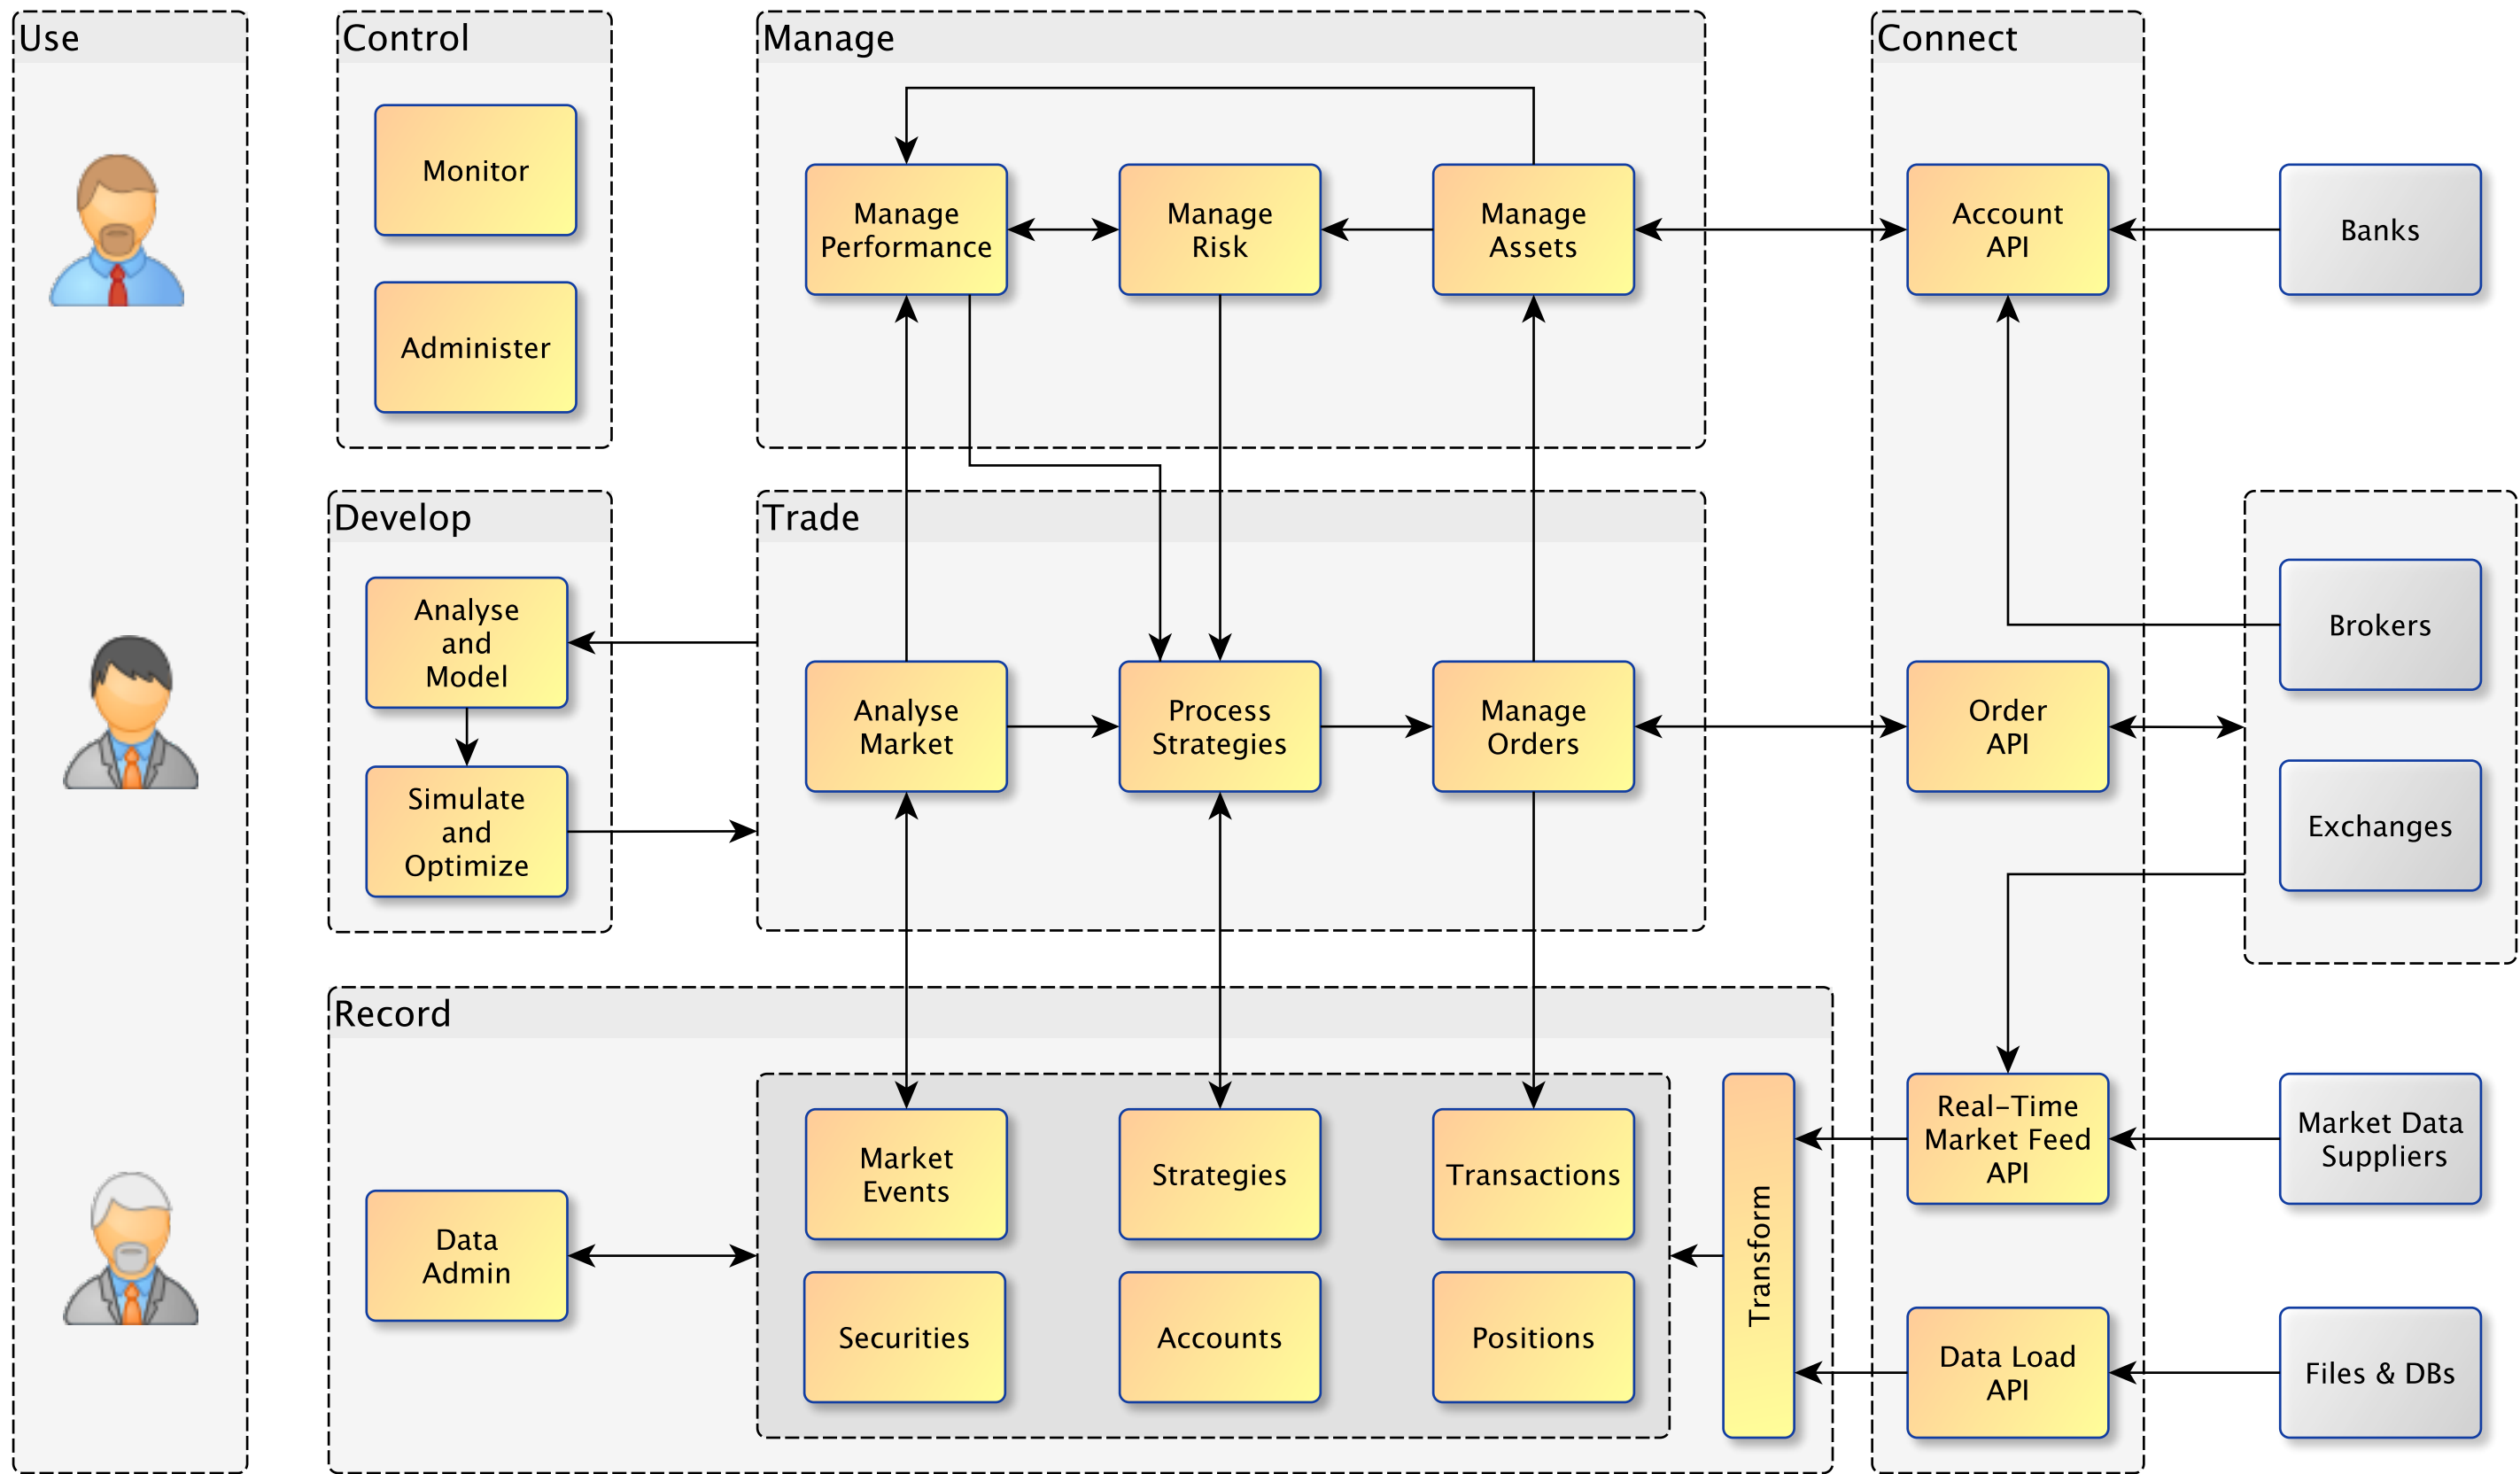 Use
Control
Manage
Connect
Monitor
Administer
Manage
Performance
Manage
Risk
Manage
Assets
Account
API
Banks
Develop
Trade
Analyse
and
Model
Simulate
and
Optimize
Analyse
Market
Process
Strategies
Manage
Orders
Order
API
Brokers
Exchanges
Record
Data
Admin
Market
Events
Strategies
Transactions
Securities
Accounts
Positions
Transform
Real-Time
Market Feed
API
Market Data
Suppliers
Data Load
API
Files & DBs